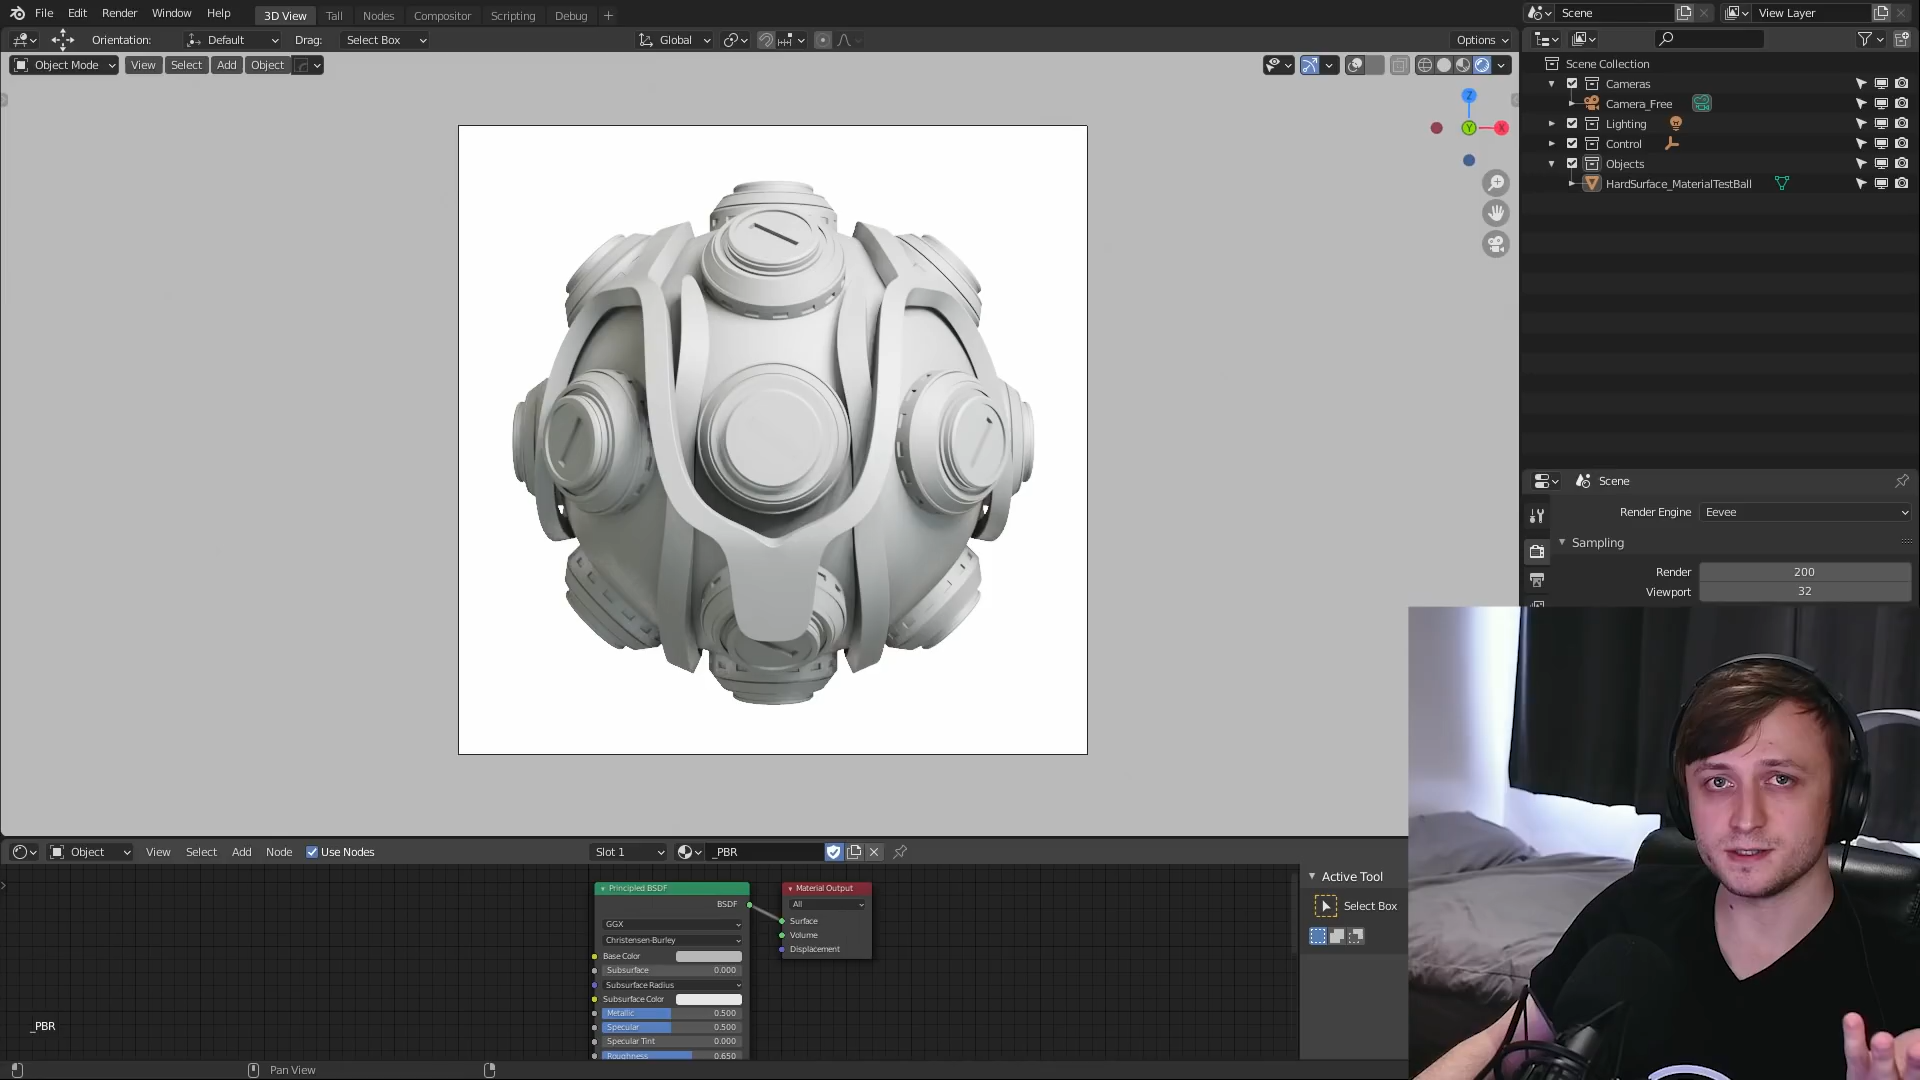 File Edit Render Window Help 3D View Tall Nodes Compositor Scripting Debug + Scene View Layer
Orientation: Default Drag: Select Box Global Options
Object Mode View Select Add Object
Scene Collection
Cameras
Camera_Free
Lighting
Control
Objects
HardSurface_MaterialTestBall
Z
Y X
Scene
Render Engine Eevee
Sampling
Render 200
Viewport 32
Object View Select Add Node Use Nodes Slot 1 _PBR
Principled BSDF
BSDF
GGX
Christensen-Burley
Base Color
Subsurface 0.000
Subsurface Radius
Subsurface Color
Metallic 0.500
Specular 0.500
Specular Tint 0.000
Roughness 0.650
Material Output
All
Surface
Volume
Displacement
Active Tool
Select Box
_PBR
Pan View